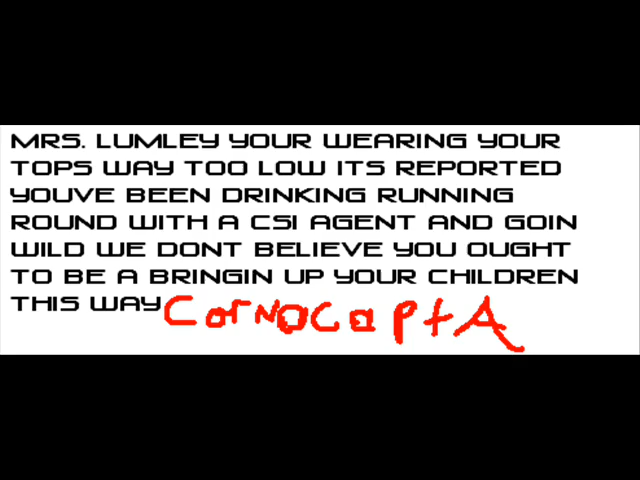 MRS. LUMLEY YOUR WEARING YOUR
TOPS WAY TOO LOW ITS REPORTED
YOUVE BEEN DRINKING RUNNING
ROUND WITH A CSI AGENT AND GOIN
WILD WE DONT BELIEVE YOU OUGHT
TO BE A BRINGIN UP YOUR CHILDREN
THIS WAY CorNOCaptA